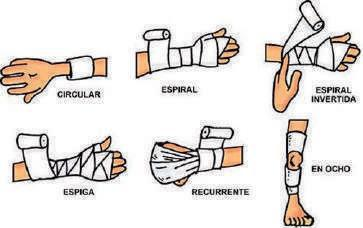 CIRCULAR
ESPIRAL
ESPIRAL
INVERTIDA
ESPIGA
RECURRENTE
EN OCHO